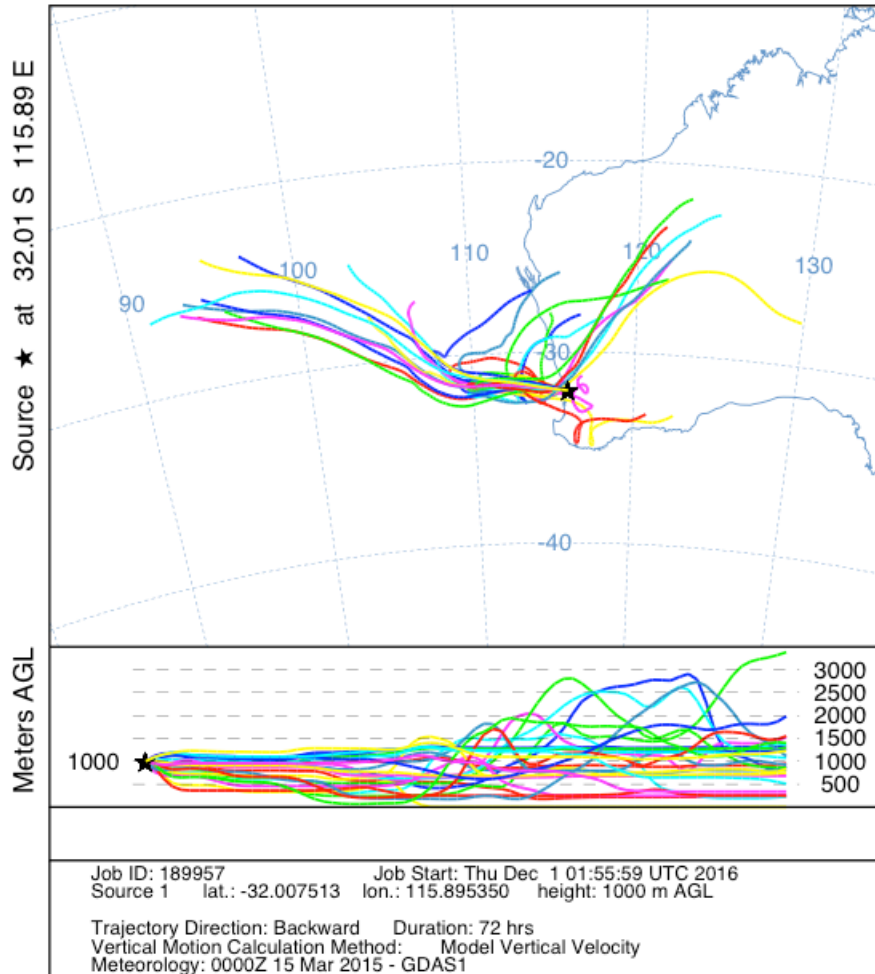 Source ★ at 32.01 S 115.89 E
-20
90
100
110
120
130
-30
-40
Meters AGL
1000
3000
2500
2000
1500
1000
500
Job ID: 189957 Job Start: Thu Dec 1 01:55:59 UTC 2016
Source 1 lat.: -32.007513 lon.: 115.895350 height: 1000 m AGL
Trajectory Direction: Backward Duration: 72 hrs
Vertical Motion Calculation Method: Model Vertical Velocity
Meteorology: 0000Z 15 Mar 2015 - GDAS1